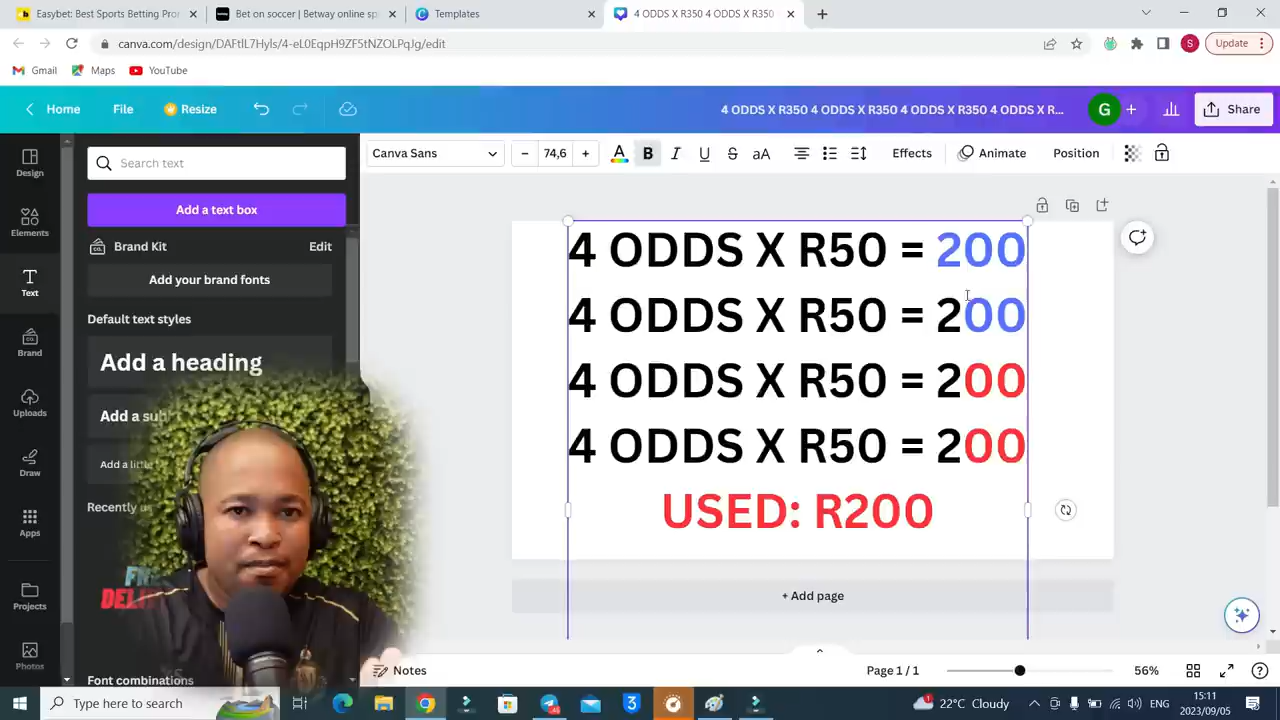 Easybet: Best Sports Betting Pro
Bet on soccer | Betway online sp
Templates
4 ODDS X R350 4 ODDS X R350
canva.com/design/DAFtlL7Hyls/4-eL0EqpH9ZF5tNZOLPqJg/edit
S
Update
Gmail
Maps
YouTube
Home
File
Resize
4 ODDS X R350 4 ODDS X R350 4 ODDS X R350 4 ODDS X R...
G
Share
Canva Sans
74,6
A
B
I
U
S
aA
Effects
Animate
Position
Design
Elements
Text
Brand
Uploads
Draw
Apps
Projects
Photos
Search text
Add a text box
Brand Kit
Edit
Add your brand fonts
Default text styles
Add a heading
Add a sub
Add a littl
Recently
Font combinations
4 ODDS X R50 = 200
4 ODDS X R50 = 200
4 ODDS X R50 = 200
4 ODDS X R50 = 200
USED: R200
+ Add page
Notes
Page 1 / 1
56%
Type here to search
22°C Cloudy
15:11
2023/09/05